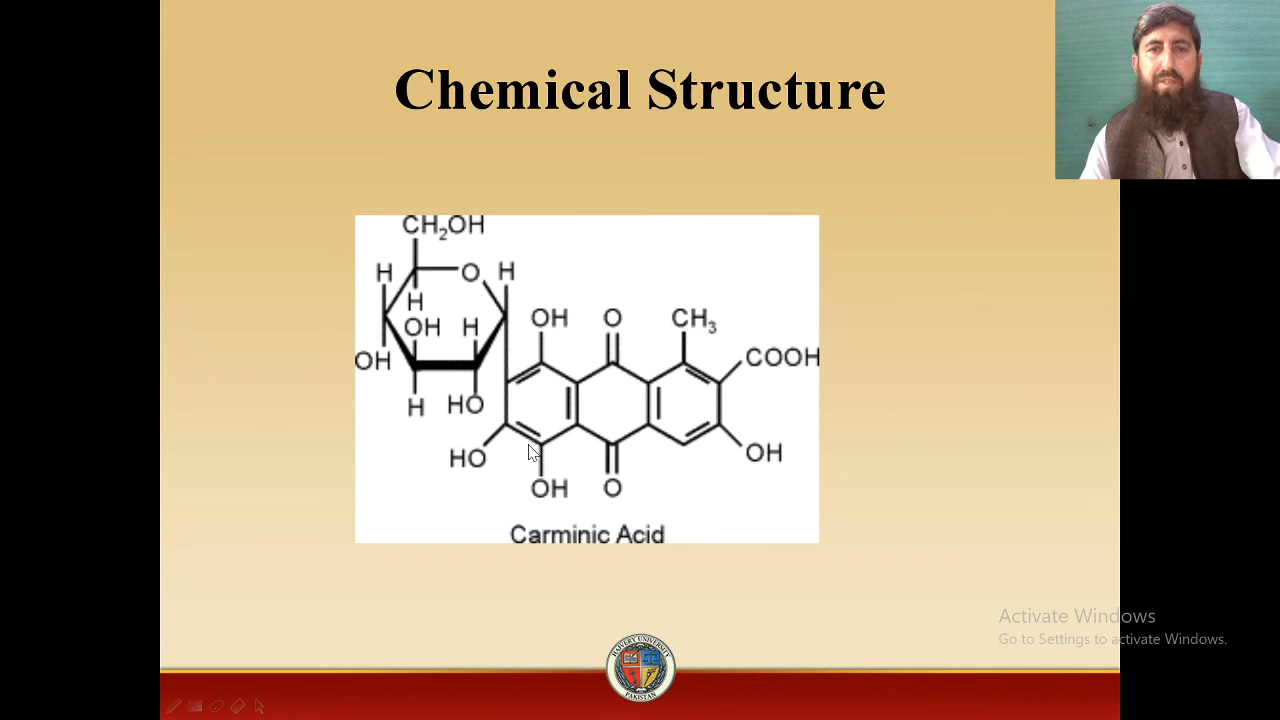 Chemical Structure
CH2OH
H
O
H
H
OH
H
OH
O
CH3
OH
COOH
H
HO
HO
OH
OH
O
Carminic Acid
Activate Windows
Go to Settings to activate Windows.
PAKISTAN